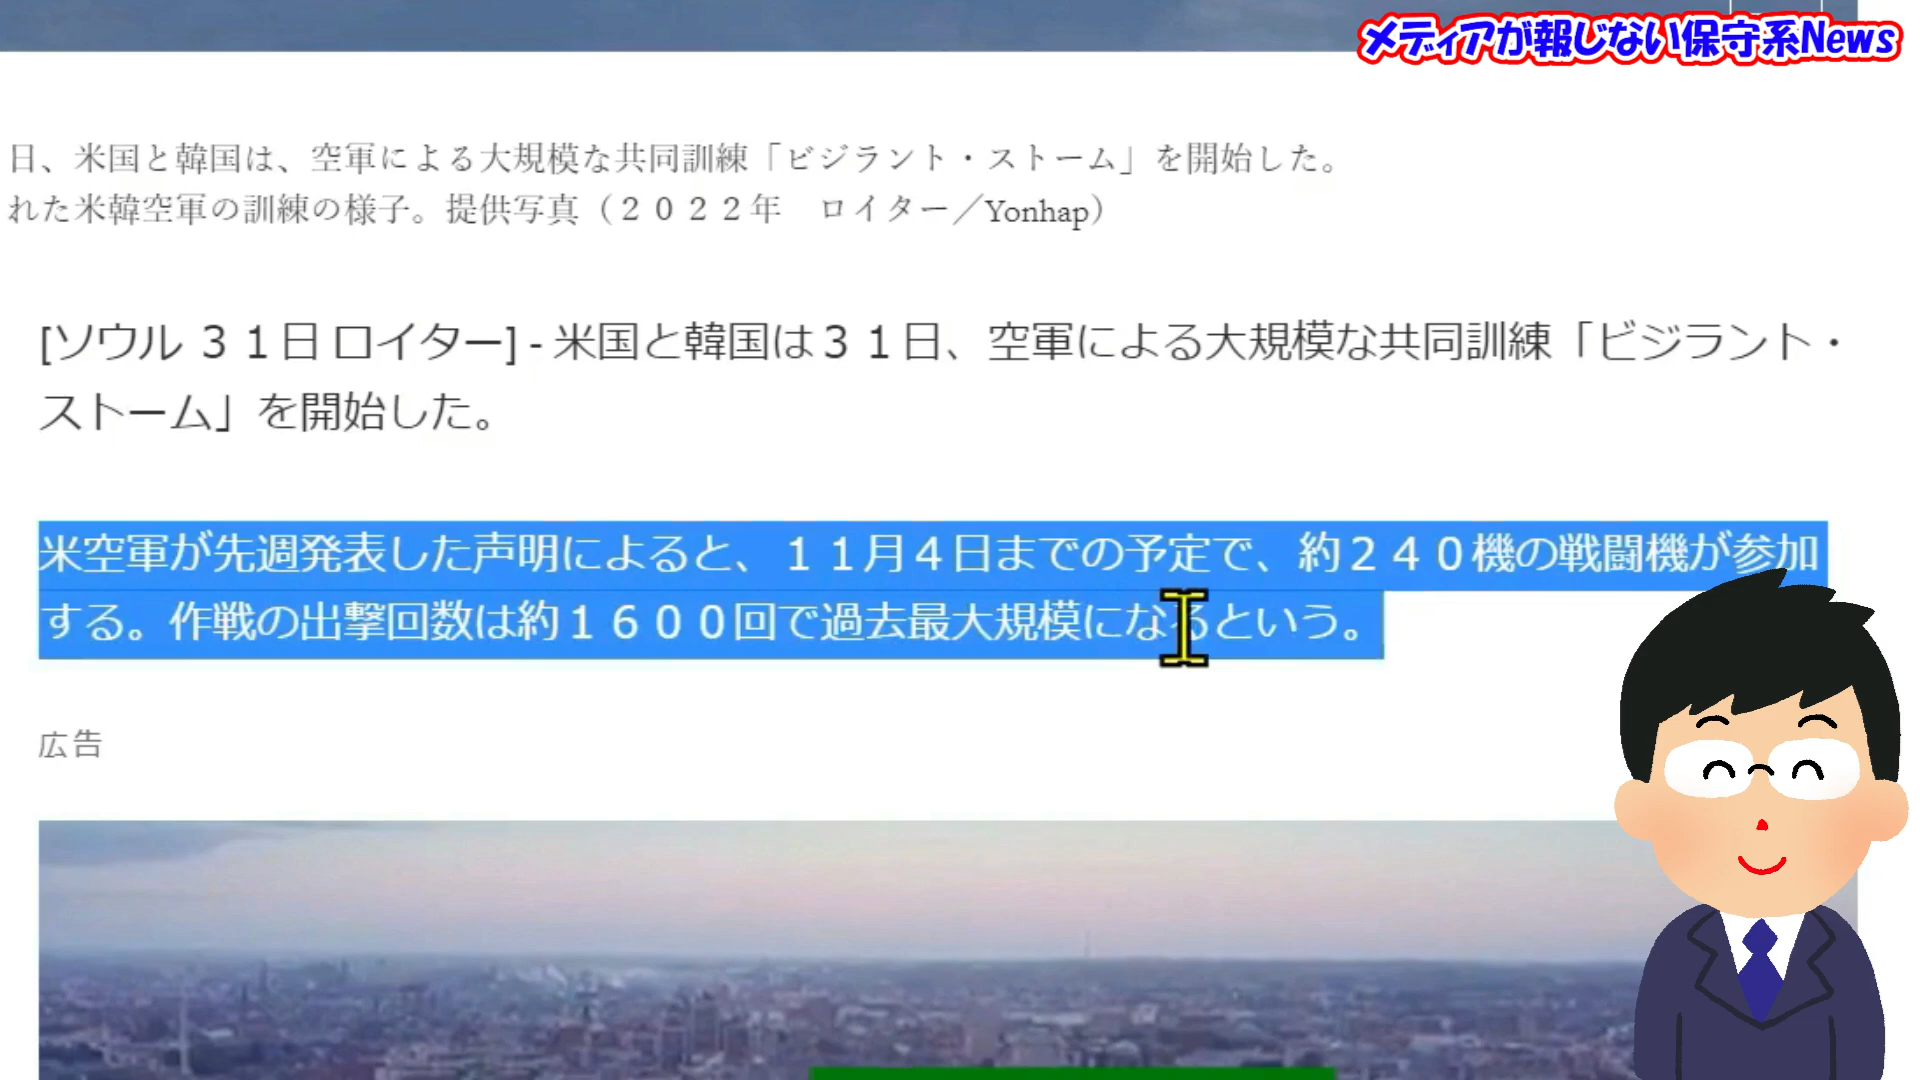 メディアが報じない保守系News
日、米国と韓国は、空軍による大規模な共同訓練「ビジラント・ストーム」を開始した。
れた米韓空軍の訓練の様子。提供写真（２０２２年　ロイター／Yonhap）
[ソウル ３１日 ロイター] - 米国と韓国は３１日、空軍による大規模な共同訓練「ビジラント・
ストーム」を開始した。
米空軍が先週発表した声明によると、１１月４日までの予定で、約２４０機の戦闘機が参加
する。作戦の出撃回数は約１６００回で過去最大規模になるという。
広告